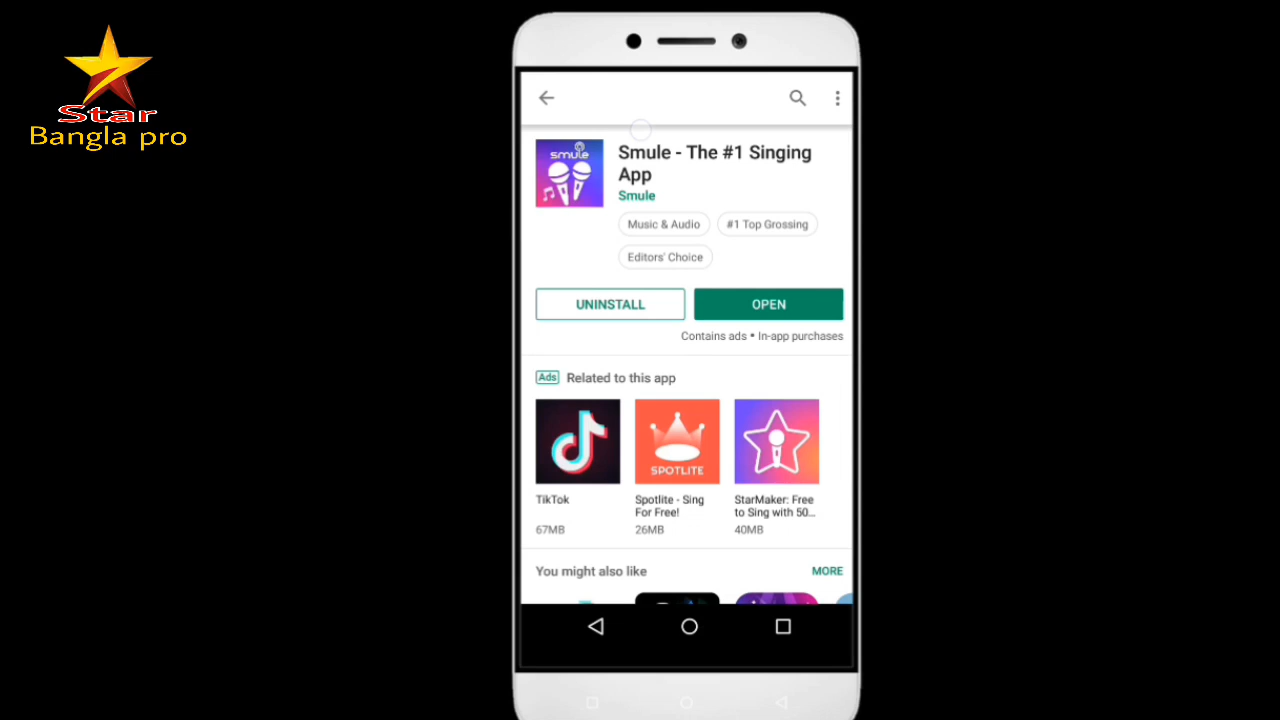 Star
Bangla pro
smule
Smule - The #1 Singing
App
Smule
Music & Audio
#1 Top Grossing
Editors' Choice
UNINSTALL
OPEN
Contains ads • In-app purchases
Ads Related to this app
SPOTLITE
TikTok
67MB
Spotlite - Sing
For Free!
26MB
StarMaker: Free
to Sing with 50...
40MB
You might also like
MORE